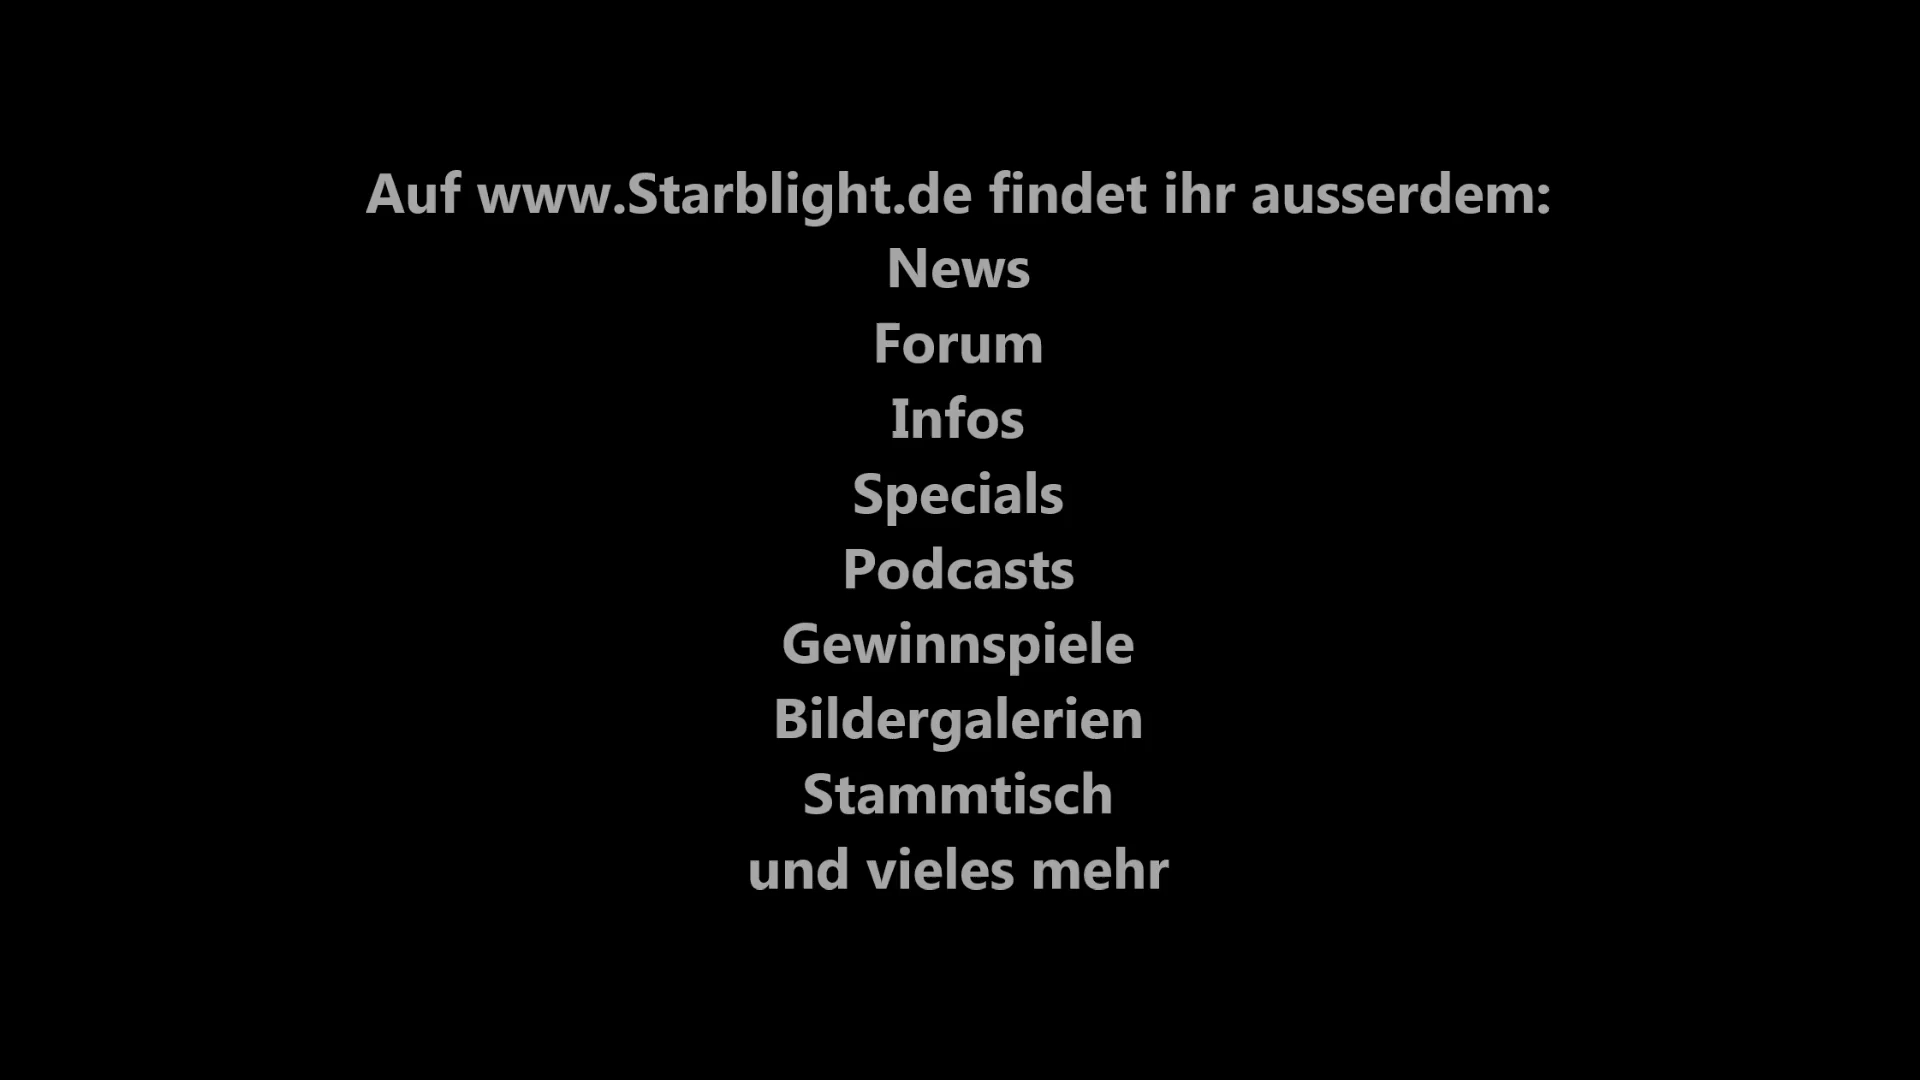 Auf www.Starblight.de findet ihr ausserdem:
News
Forum
Infos
Specials
Podcasts
Gewinnspiele
Bildergalerien
Stammtisch
und vieles mehr